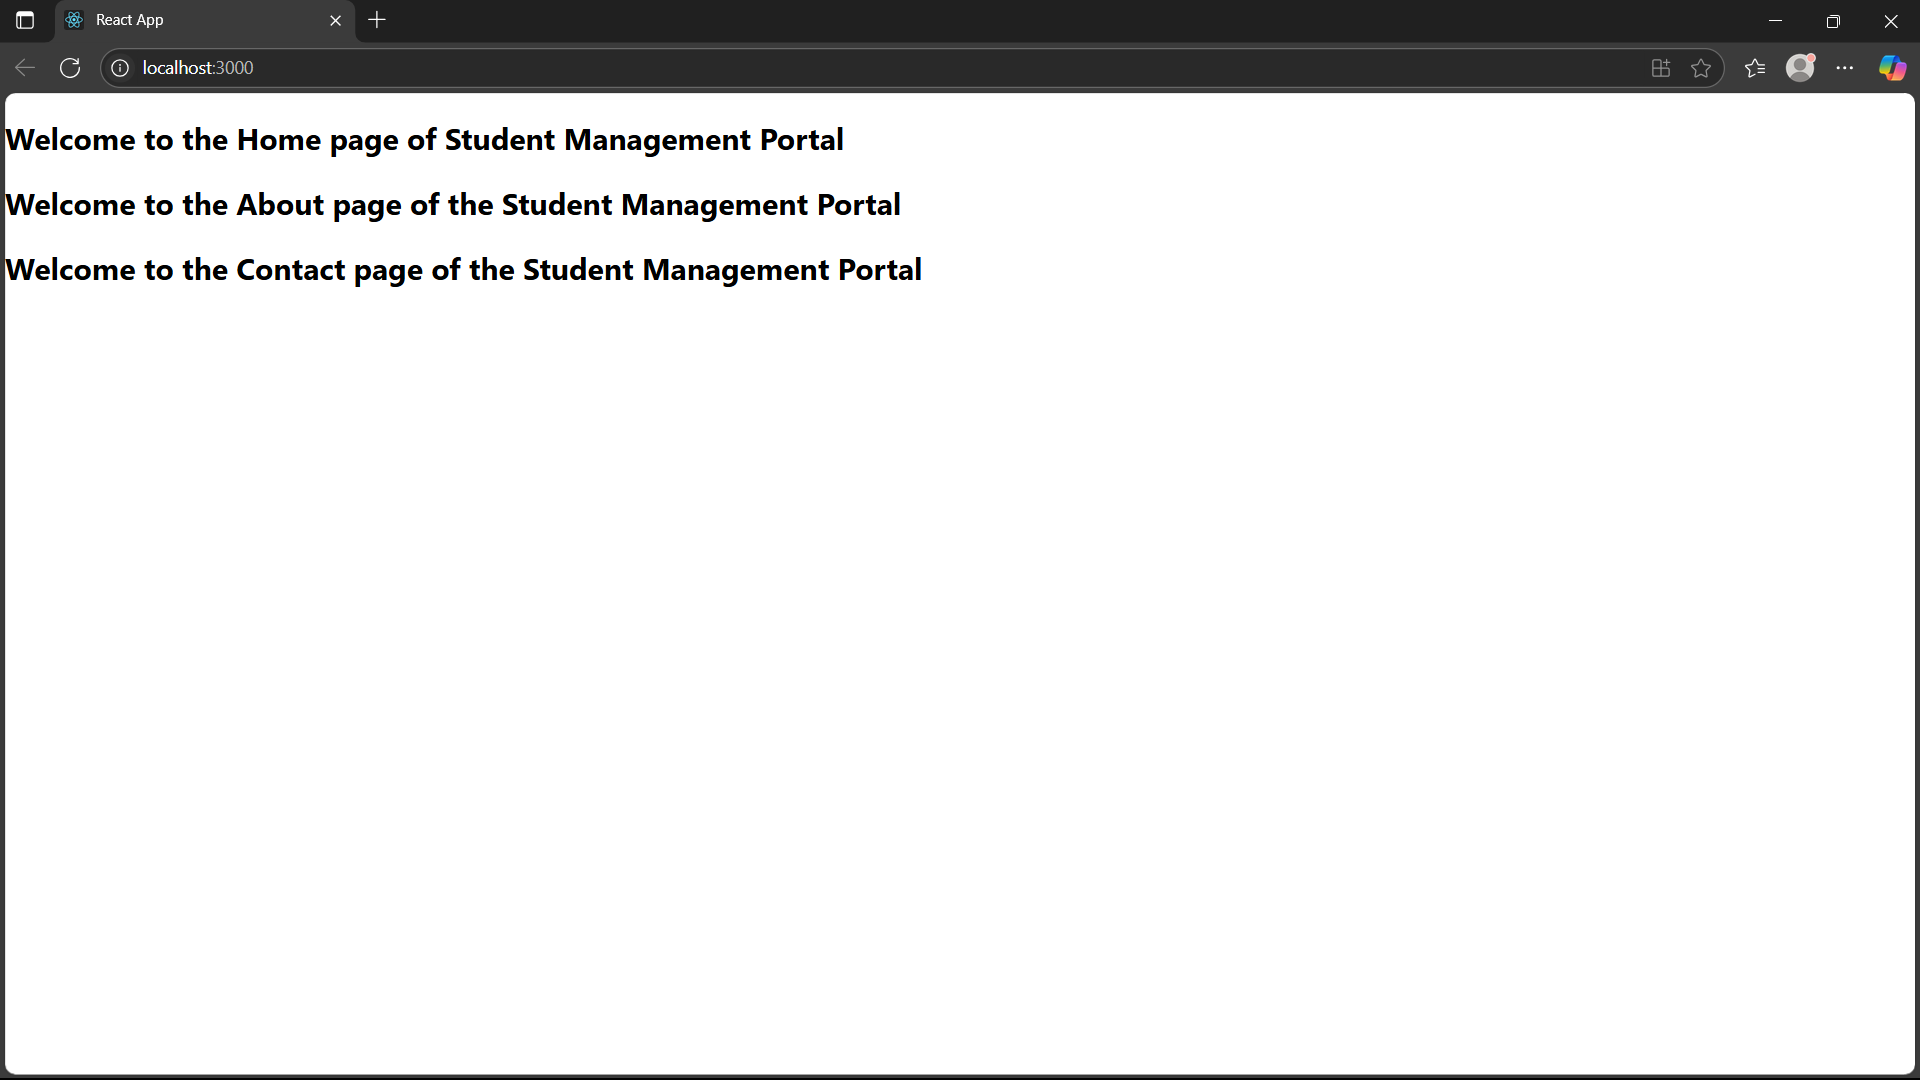 React App
localhost:3000
Welcome to the Home page of Student Management Portal
Welcome to the About page of the Student Management Portal
Welcome to the Contact page of the Student Management Portal